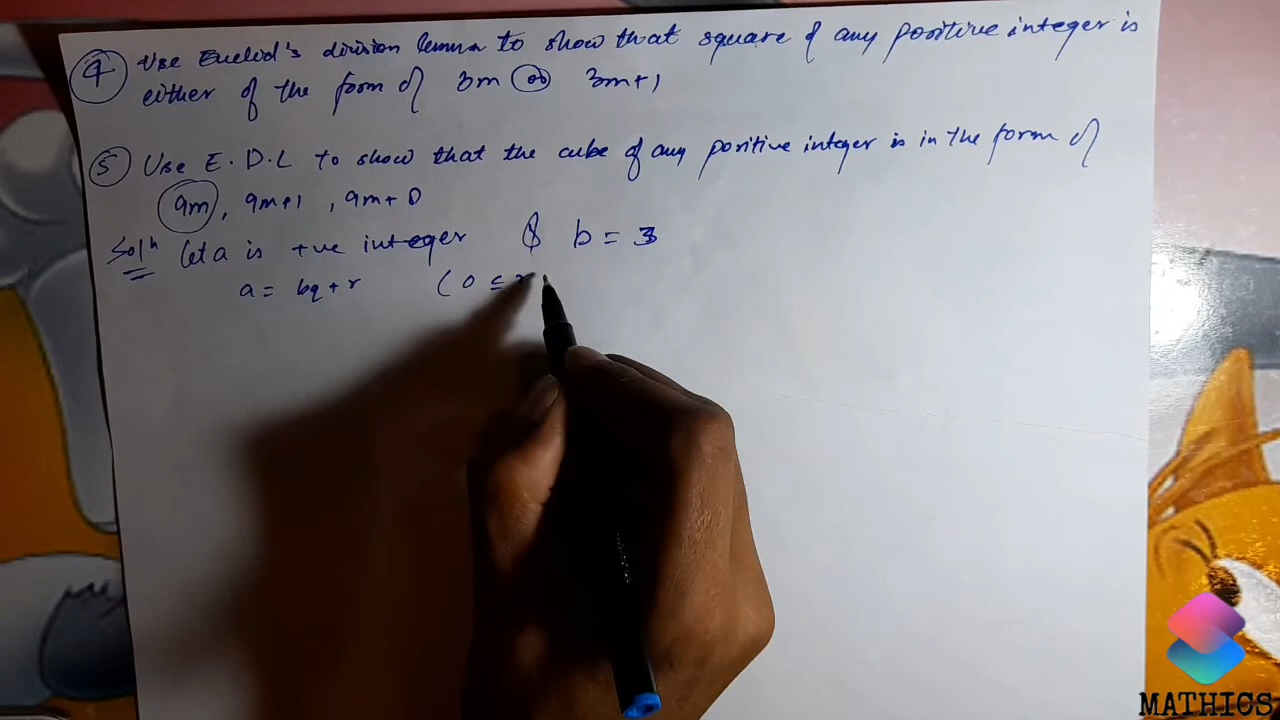 4 Use Euclid's division lemma to show that square of any positive integer is
either of the form of 3m or 3m+1
5 Use E.D.L to show that the cube of any positive integer is in the form of
9m, 9m+1, 9m+8
Solⁿ let a is +ve integer & b = 3
a = bq + r ( 0 ≤ r
MATHICS